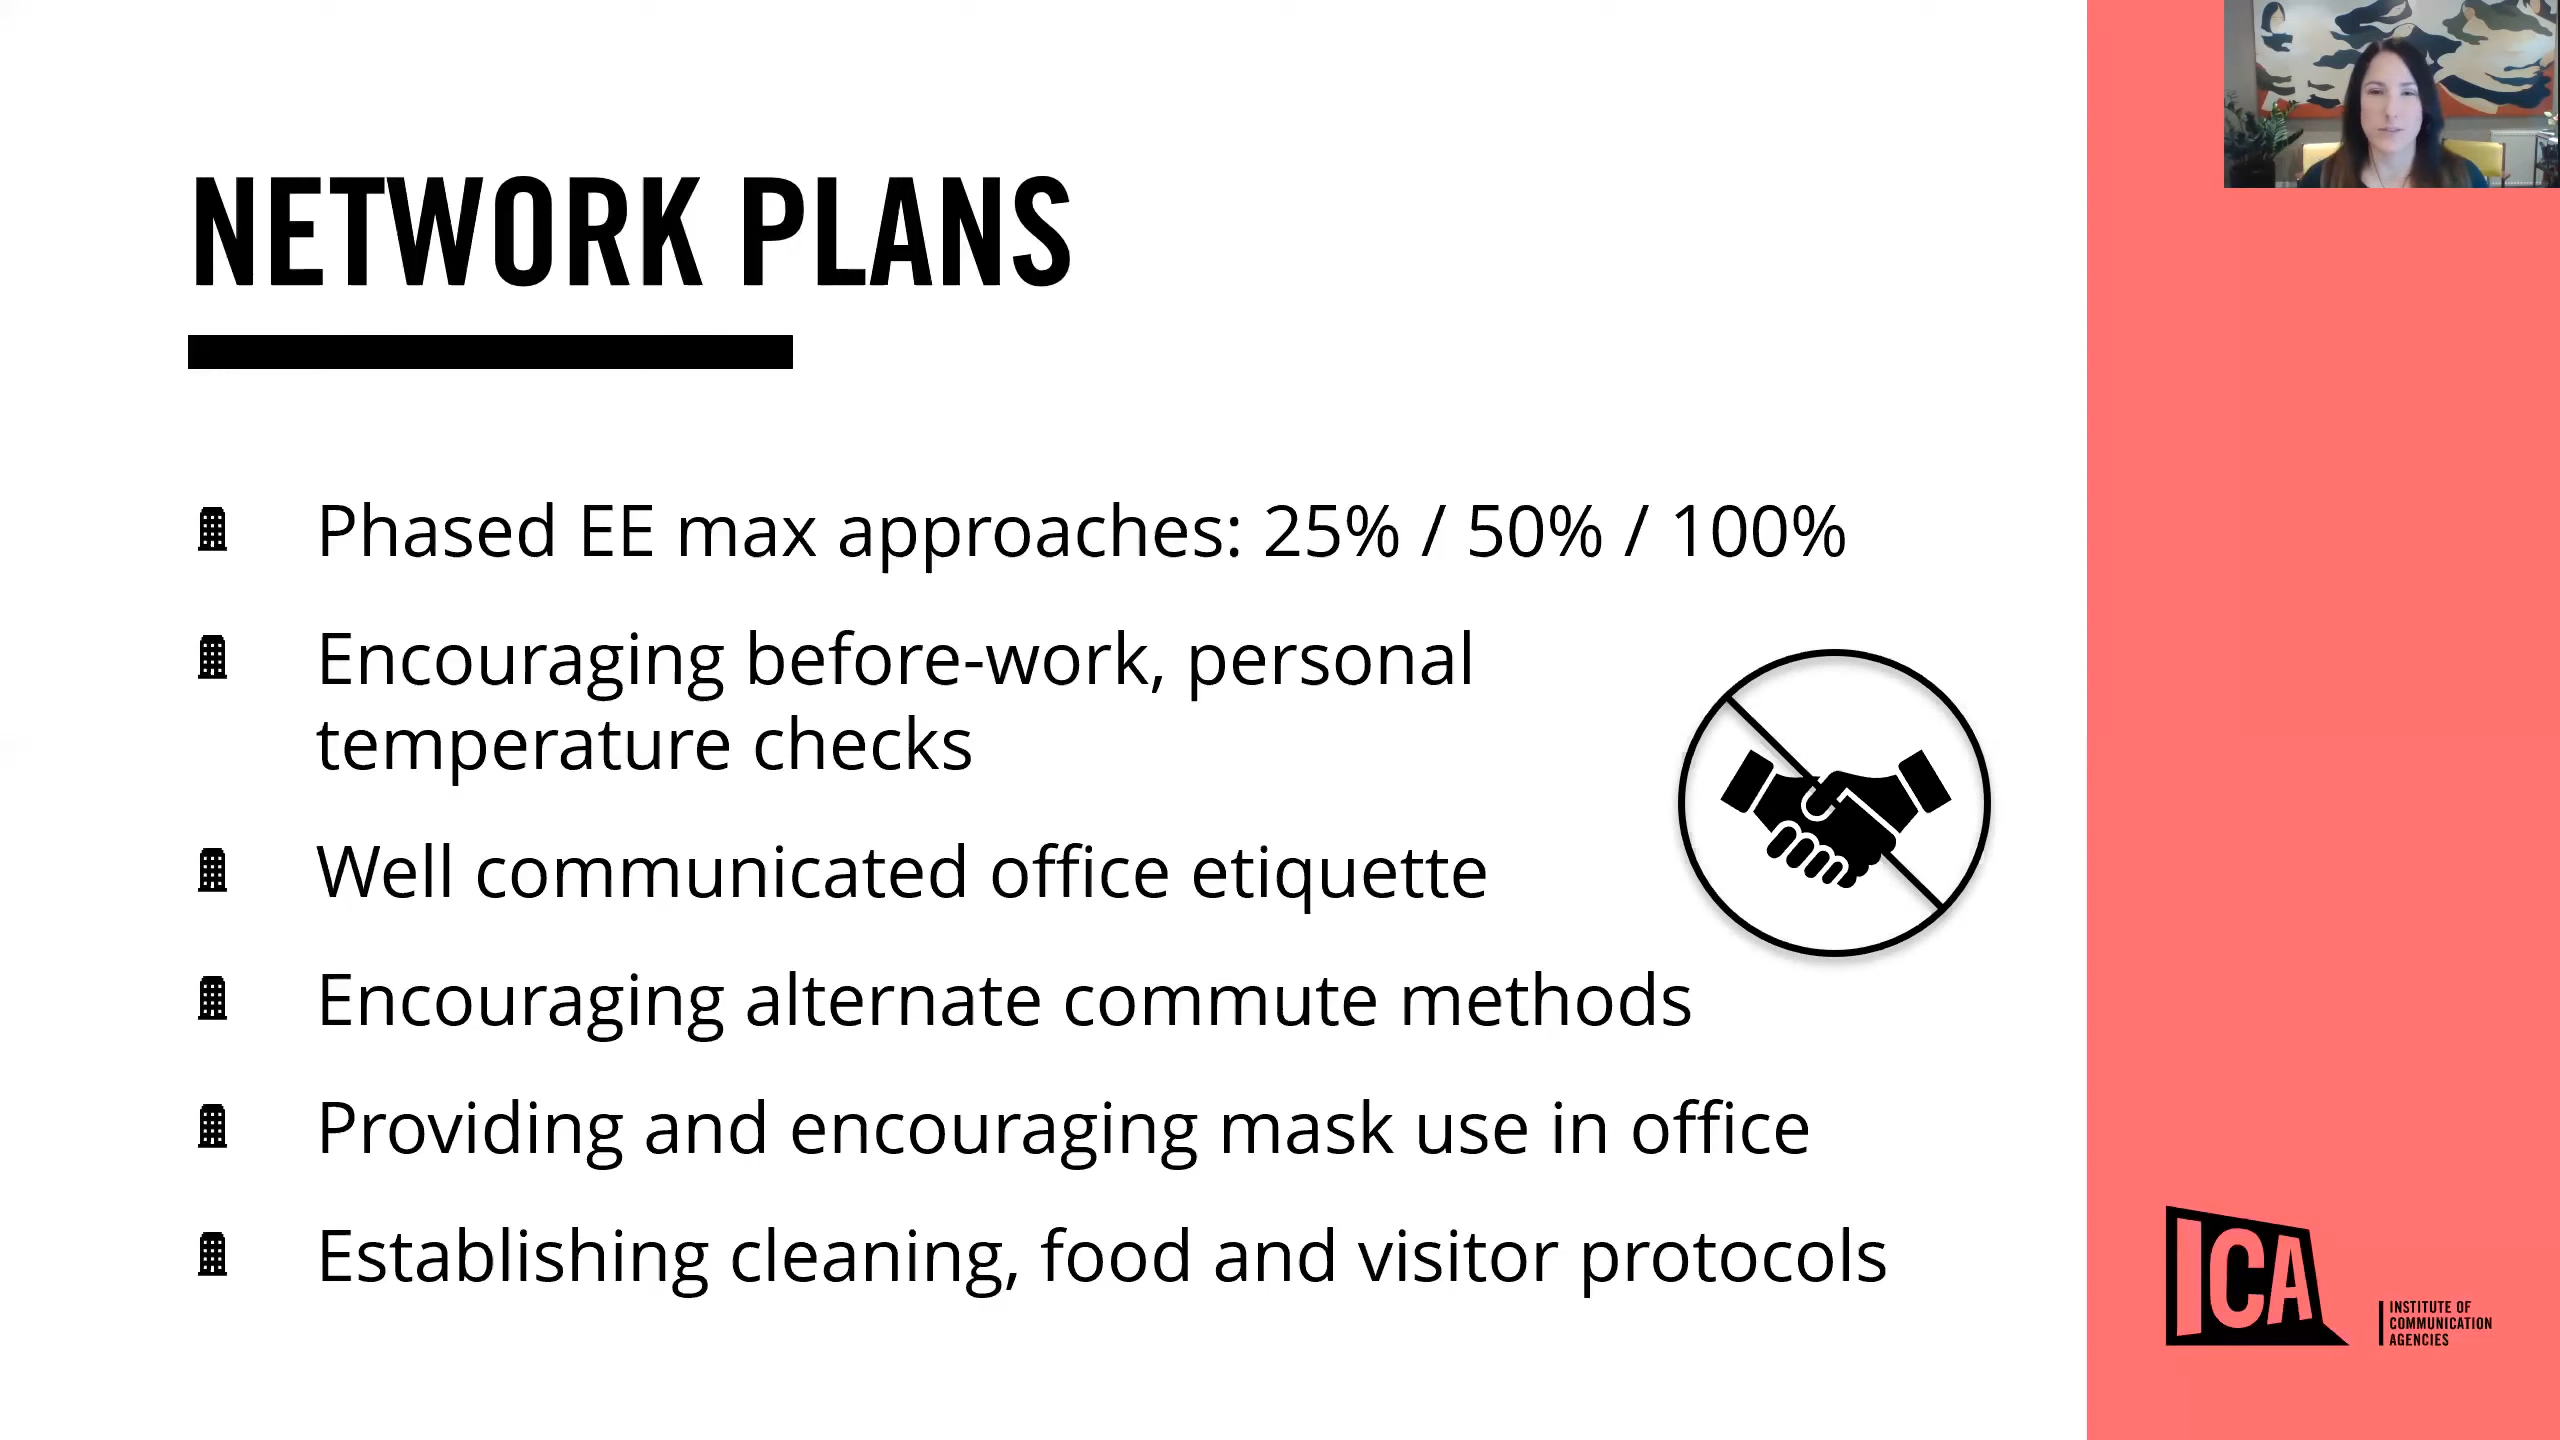 NETWORK PLANS
Phased EE max approaches: 25% / 50% / 100%
Encouraging before-work, personal
temperature checks
Well communicated office etiquette
Encouraging alternate commute methods
Providing and encouraging mask use in office
Establishing cleaning, food and visitor protocols
ICA
INSTITUTE OF
COMMUNICATION
AGENCIES